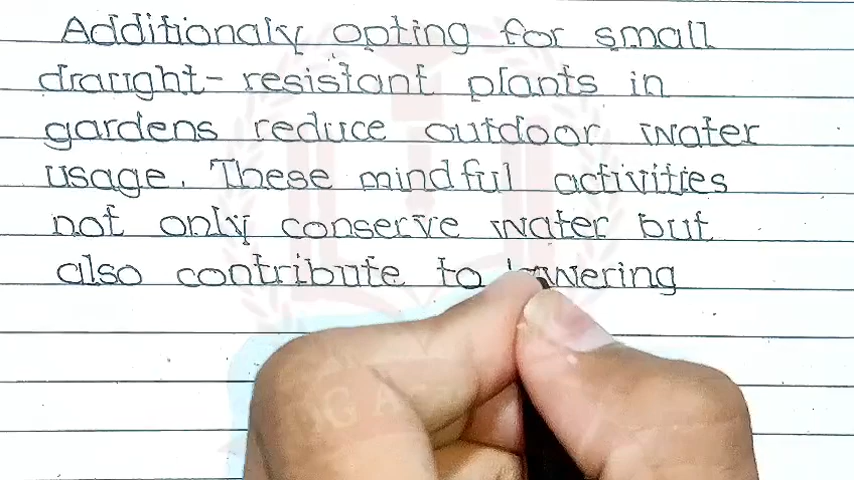 Additionaly opting for small
draught-resistant plants in
gardens reduce outdoor water
usage. These mindful activities
not only conserve water but
also contribute to lowering